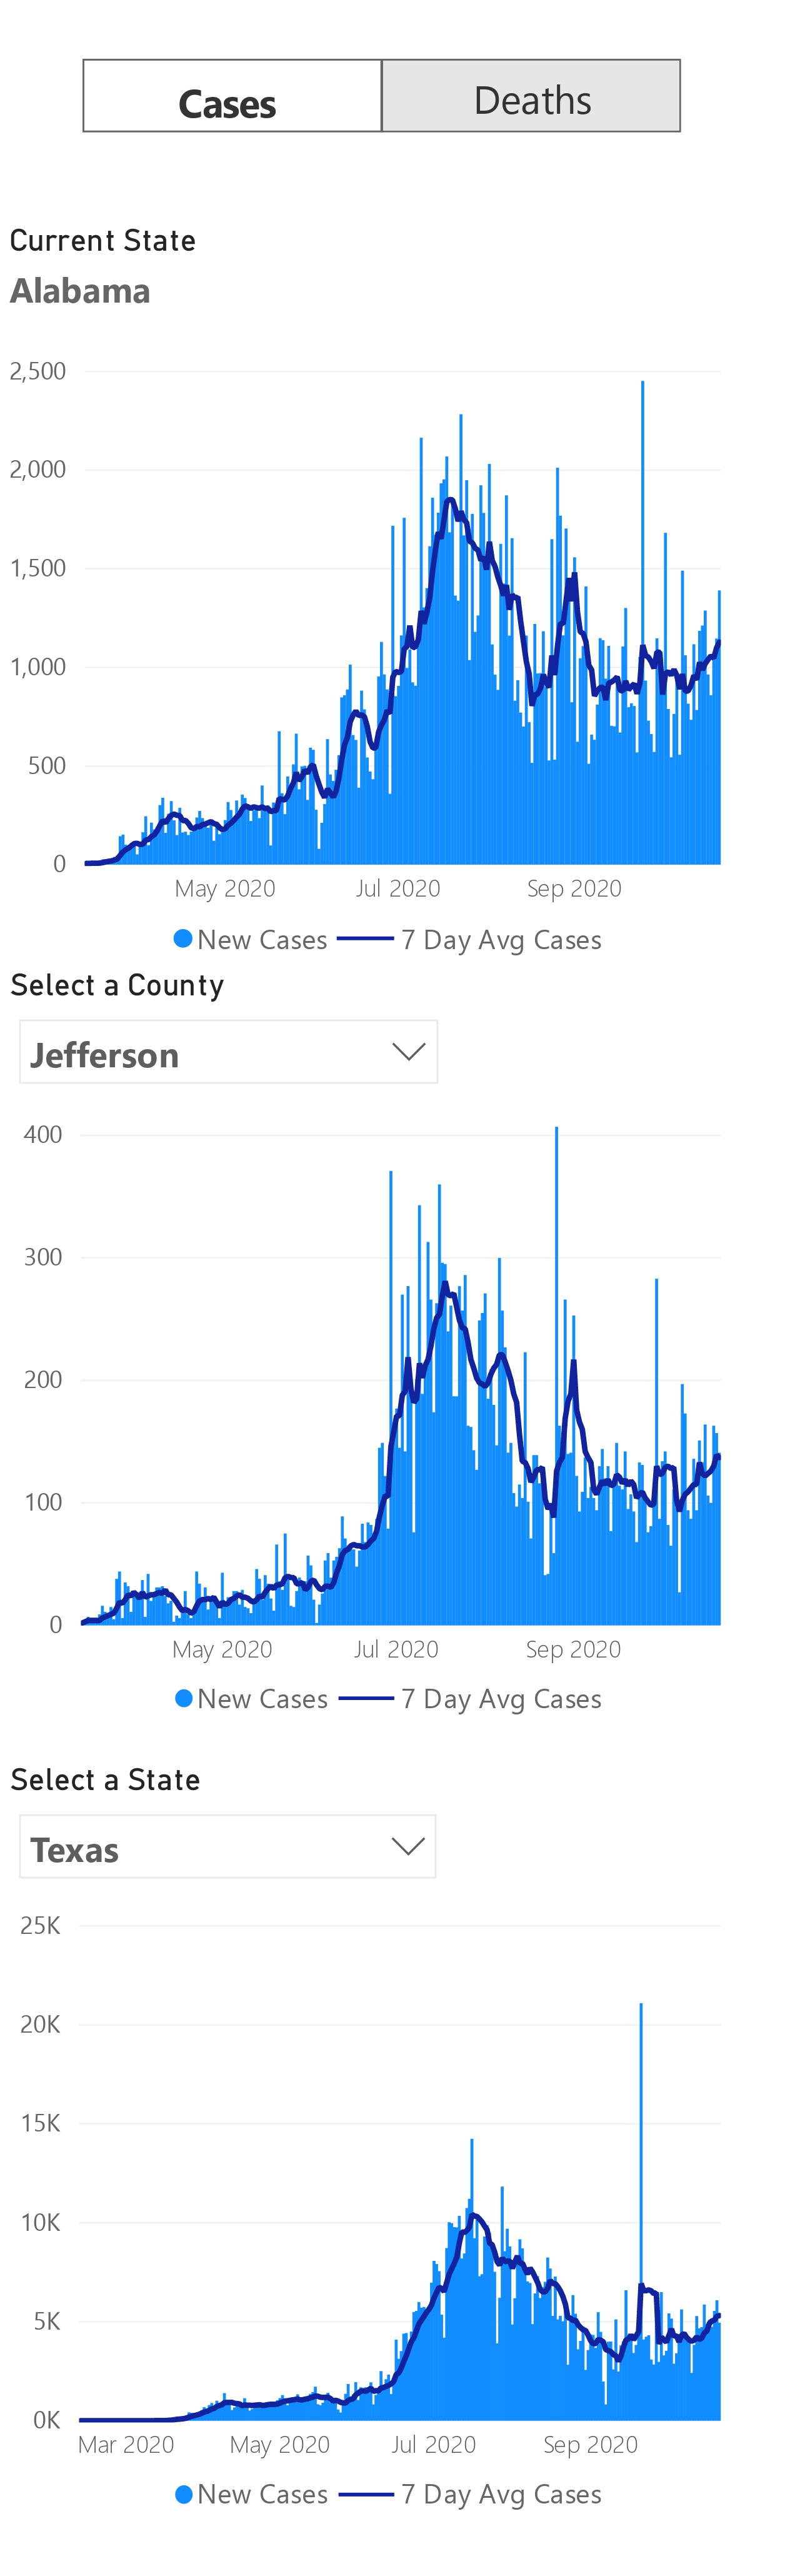 Cases Deaths
Current State
Alabama
2,500
2,000
1,500
1,000
500
0
May 2020 Jul 2020 Sep 2020
New Cases 7 Day Avg Cases
Select a County
Jefferson
400
300
200
100
0
May 2020 Jul 2020 Sep 2020
New Cases 7 Day Avg Cases
Select a State
Texas
25K
20K
15K
10K
5K
0K
Mar 2020 May 2020 Jul 2020 Sep 2020
New Cases 7 Day Avg Cases